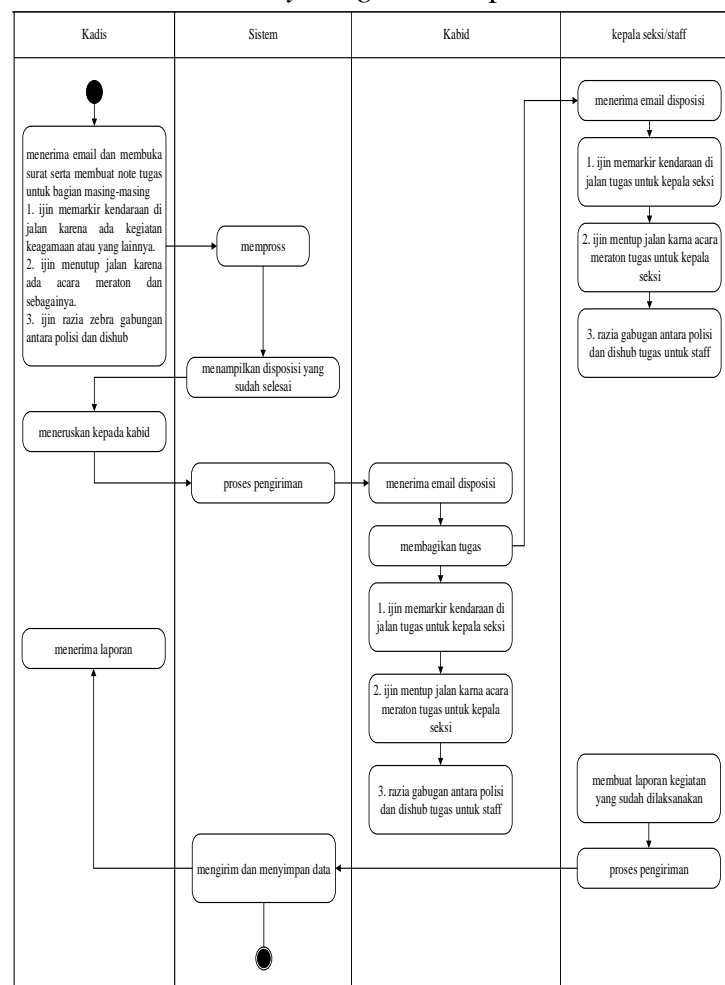 Kadis
Sistem
Kabid
kepala seksi/staff
menerima email dan membuka
surat serta membuat note tugas
untuk bagian masing-masing
1. ijin memarkir kendaraan di
jalan karena ada kegiatan
keagamaan atau yang lainnya.
2. ijin menutup jalan karena
ada acara meraton dan
sebagainya.
3. ijin razia zebra gabungan
antara polisi dan dishub
mempross
menampilkan disposisi yang
sudah selesai
meneruskan kepada kabid
proses pengiriman
menerima email disposisi
membagikan tugas
1. ijin memarkir kendaraan di
jalan tugas untuk kepala seksi
2. ijin mentup jalan karna acara
meraton tugas untuk kepala
seksi
3. razia gabugan antara polisi
dan dishub tugas untuk staff
menerima email disposisi
1. ijin memarkir kendaraan di
jalan tugas untuk kepala seksi
2. ijin mentup jalan karna acara
meraton tugas untuk kepala
seksi
3. razia gabugan antara polisi
dan dishub tugas untuk staff
membuat laporan kegiatan
yang sudah dilaksanakan
proses pengiriman
mengirim dan menyimpan data
menerima laporan